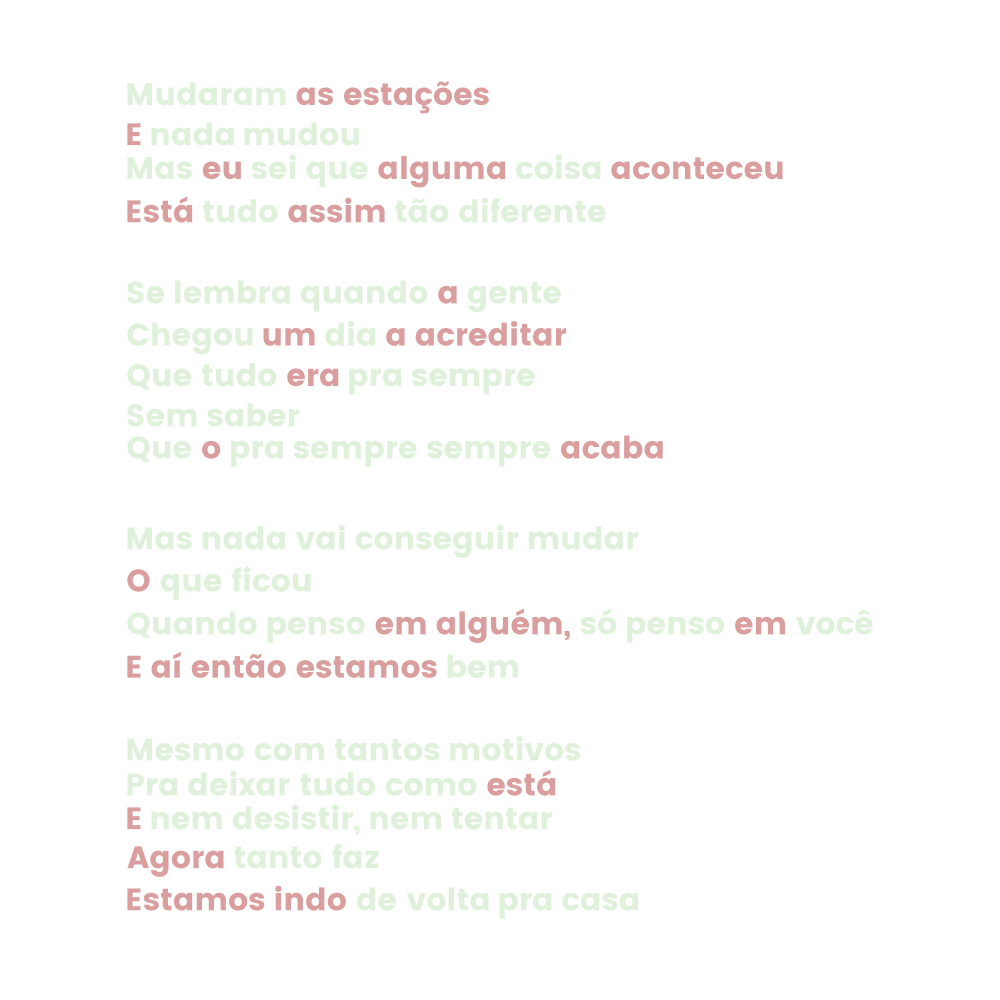 Mudaram as estações
E nada mudou
Mas eu sei que alguma coisa aconteceu
Está tudo assim tão diferente
Se lembra quando a gente
Chegou um dia a acreditar
Que tudo era pra sempre
Sem saber
Que o pra sempre sempre acaba
Mas nada vai conseguir mudar
O que ficou
Quando penso em alguém, só penso em você
E aí então estamos bem
Mesmo com tantos motivos
Pra deixar tudo como está
E nem desistir, nem tentar
Agora tanto faz
Estamos indo de volta pra casa